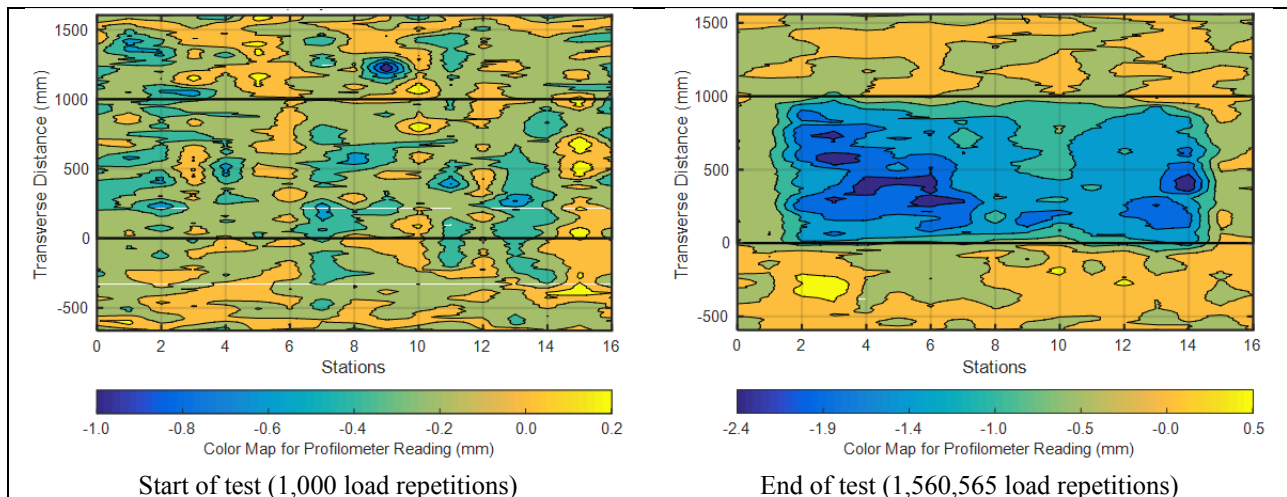 1500
1000
500
0
-500
Transverse Distance (mm)
0 2 4 6 8 10 12 14 16
Stations
-1.0 -0.8 -0.6 -0.4 -0.2 0.0 0.2
Color Map for Profilometer Reading (mm)
Start of test (1,000 load repetitions)
1500
1000
500
0
-500
Transverse Distance (mm)
0 2 4 6 8 10 12 14 16
Stations
-2.4 -1.9 -1.4 -1.0 -0.5 -0.0 0.5
Color Map for Profilometer Reading (mm)
End of test (1,560,565 load repetitions)